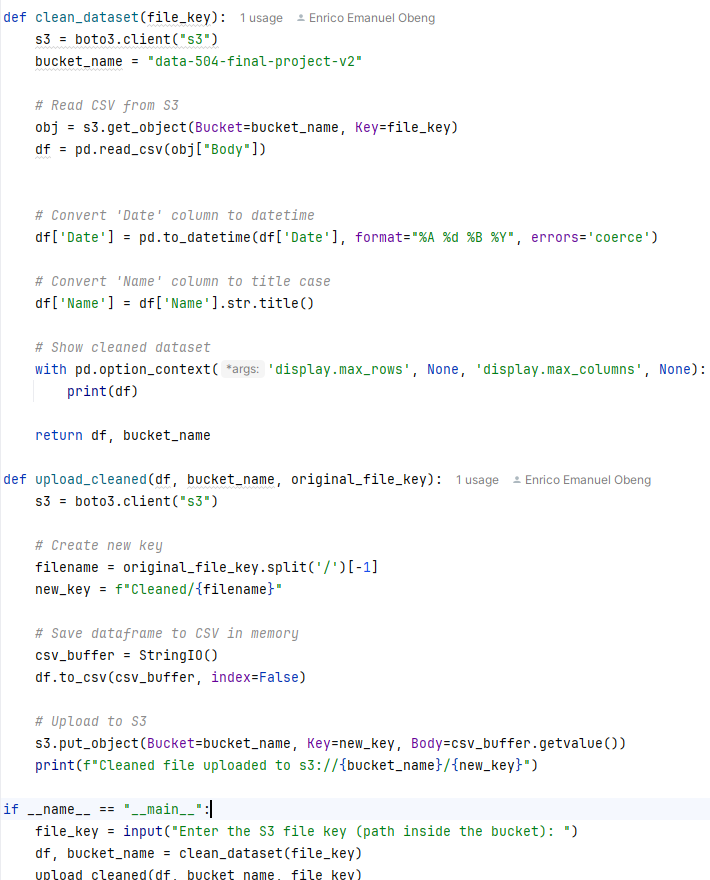 def clean_dataset(file_key): 1 usage Enrico Emanuel Obeng
    s3 = boto3.client("s3")
    bucket_name = "data-504-final-project-v2"

    # Read CSV from S3
    obj = s3.get_object(Bucket=bucket_name, Key=file_key)
    df = pd.read_csv(obj["Body"])


    # Convert 'Date' column to datetime
    df['Date'] = pd.to_datetime(df['Date'], format="%A %d %B %Y", errors='coerce')

    # Convert 'Name' column to title case
    df['Name'] = df['Name'].str.title()

    # Show cleaned dataset
    with pd.option_context( *args: 'display.max_rows', None, 'display.max_columns', None):
        print(df)

    return df, bucket_name

def upload_cleaned(df, bucket_name, original_file_key): 1 usage Enrico Emanuel Obeng
    s3 = boto3.client("s3")

    # Create new key
    filename = original_file_key.split('/')[-1]
    new_key = f"Cleaned/{filename}"

    # Save dataframe to CSV in memory
    csv_buffer = StringIO()
    df.to_csv(csv_buffer, index=False)

    # Upload to S3
    s3.put_object(Bucket=bucket_name, Key=new_key, Body=csv_buffer.getvalue())
    print(f"Cleaned file uploaded to s3://{bucket_name}/{new_key}")

if __name__ == "__main__":
    file_key = input("Enter the S3 file key (path inside the bucket): ")
    df, bucket_name = clean_dataset(file_key)
    upload_cleaned(df, bucket_name, file_key)